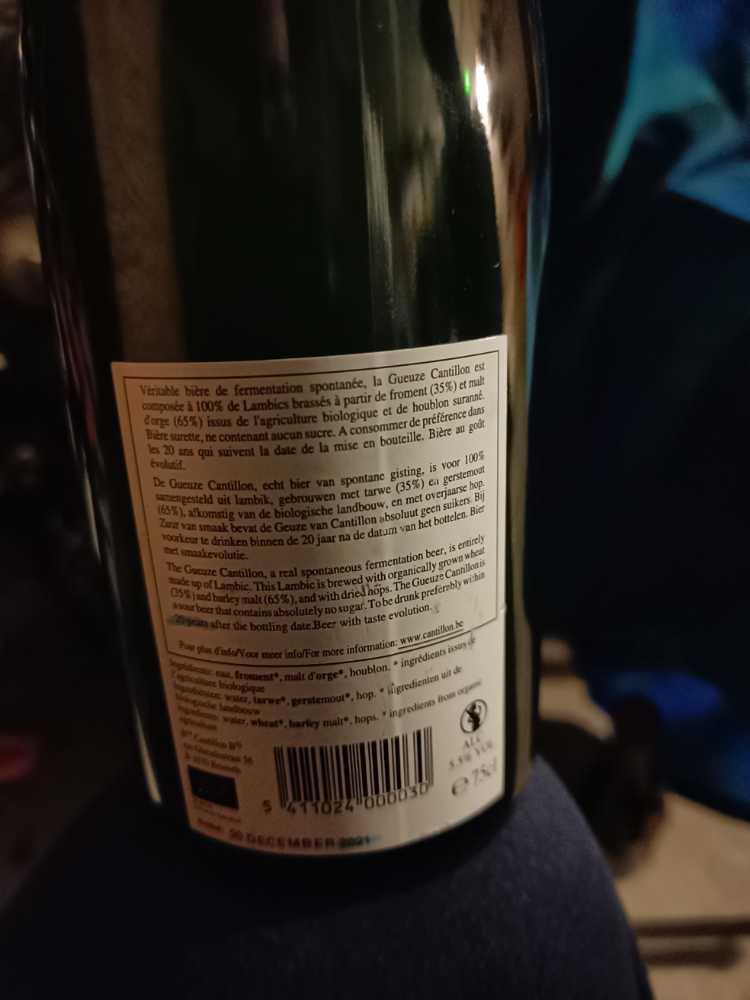 Véritable bière de fermentation spontanée, la Gueuze Cantillon est
composée à 100% de Lambics brassés à partir de froment (35%) et malt
d'orge (65%) issus de l'agriculture biologique et de houblon suranné.
Bière surette, ne contenant aucun sucre. A consommer de préférence dans
les 20 ans qui suivent la date de la mise en bouteille. Bière au goût
évolutif.
De Gueuze Cantillon, echt bier van spontane gisting, is voor 100%
samengesteld uit lambik, gebrouwen met tarwe (35%) en gerstemout
(65%), afkomstig van de biologische landbouw, en met overjaarse hop.
Zuur van smaak bevat de Geuze van Cantillon absoluut geen suikers. Bij
voorkeur te drinken binnen de 20 jaar na de datum van het bottelen. Bier
met smaakevolutie.
The Gueuze Cantillon, a real spontaneous fermentation beer, is entirely
made up of Lambic. This Lambic is brewed with organically grown wheat
(35%) and barley malt (65%), and with dried hops. The Gueuze Cantillon is
a sour beer that contains absolutely no sugar. To be drunk preferrbly within
20 years after the bottling date.Beer with taste evolution.
Pour plus d'info/Voor meer info/For more information: www.cantillon.be
Ingrédients: eau, froment*, malt d'orge*, houblon. * ingrédients issus de
l'agriculture biologique
Ingrediënten: water, tarwe*, gerstemout*, hop. * ingrediënten uit de
biologische landbouw
Ingredients: water, wheat*, barley malt*, hops. * ingredients from organic
agriculture
Cantillon
56
ALC
5.5% VOL
e 75cl
5 411024 000030
20 DECEMBER 2021